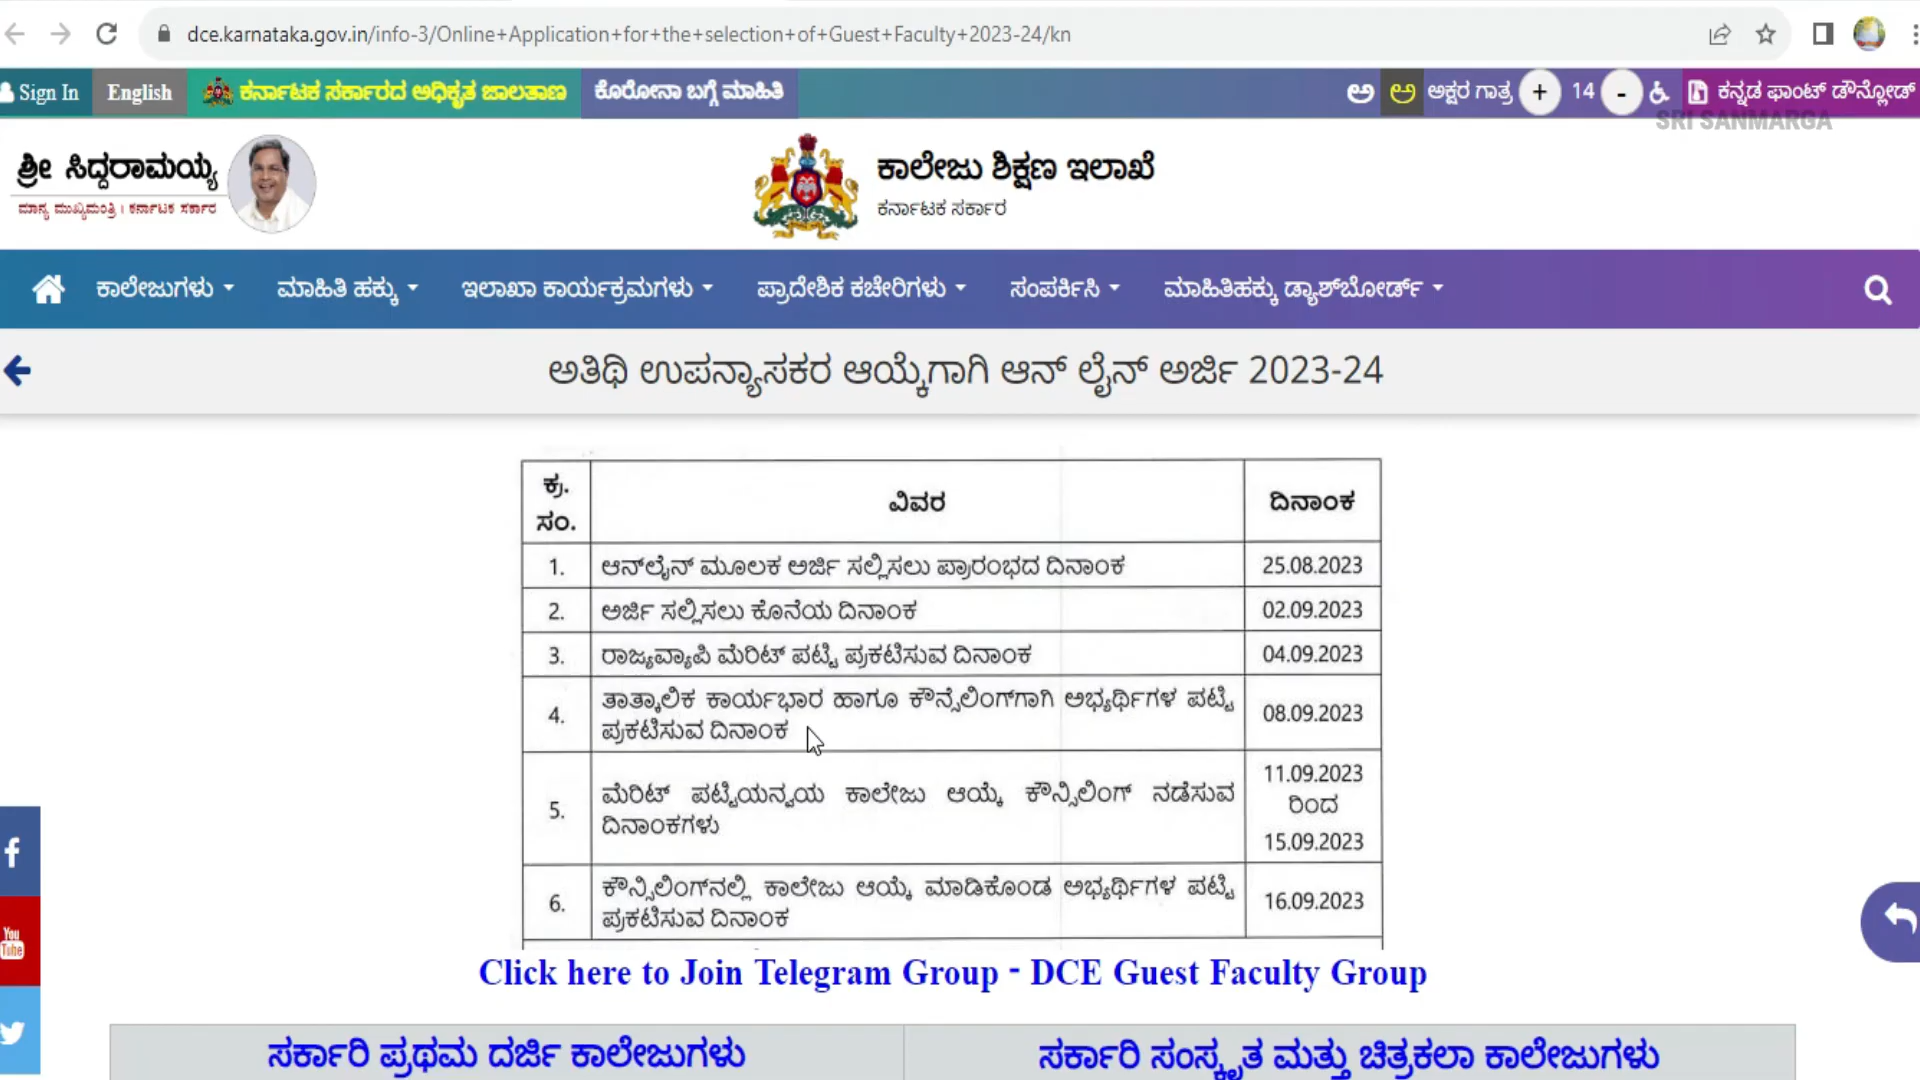 dce.karnataka.gov.in/info-3/Online+Application+for+the+selection+of+Guest+Faculty+2023-24/kn
Sign In English ಕರ್ನಾಟಕ ಸರ್ಕಾರದ ಅಧಿಕೃತ ಜಾಲತಾಣ ಕೊರೋನಾ ಬಗ್ಗೆ ಮಾಹಿತಿ ಅ ಅ ಅಕ್ಷರ ಗಾತ್ರ + 14 - ಕನ್ನಡ ಫಾಂಟ್ ಡೌನ್ಲೋಡ್
SRI SANMARGA
ಶ್ರೀ ಸಿದ್ದರಾಮಯ್ಯ
ಮಾನ್ಯ ಮುಖ್ಯಮಂತ್ರಿ | ಕರ್ನಾಟಕ ಸರ್ಕಾರ
ಕಾಲೇಜು ಶಿಕ್ಷಣ ಇಲಾಖೆ
ಕರ್ನಾಟಕ ಸರ್ಕಾರ
ಕಾಲೇಜುಗಳು ಮಾಹಿತಿ ಹಕ್ಕು ಇಲಾಖಾ ಕಾರ್ಯಕ್ರಮಗಳು ಪ್ರಾದೇಶಿಕ ಕಚೇರಿಗಳು ಸಂಪರ್ಕಿಸಿ ಮಾಹಿತಿಹಕ್ಕು ಡ್ಯಾಶ್‌ಬೋರ್ಡ್
ಅತಿಥಿ ಉಪನ್ಯಾಸಕರ ಆಯ್ಕೆಗಾಗಿ ಆನ್ ಲೈನ್ ಅರ್ಜಿ 2023-24
ಕ್ರ.
ಸಂ.
ವಿವರ
ದಿನಾಂಕ
1. ಆನ್‌ಲೈನ್ ಮೂಲಕ ಅರ್ಜಿ ಸಲ್ಲಿಸಲು ಪ್ರಾರಂಭದ ದಿನಾಂಕ 25.08.2023
2. ಅರ್ಜಿ ಸಲ್ಲಿಸಲು ಕೊನೆಯ ದಿನಾಂಕ 02.09.2023
3. ರಾಜ್ಯವ್ಯಾಪಿ ಮೆರಿಟ್ ಪಟ್ಟಿ ಪ್ರಕಟಿಸುವ ದಿನಾಂಕ 04.09.2023
4. ತಾತ್ಕಾಲಿಕ ಕಾರ್ಯಭಾರ ಹಾಗೂ ಕೌನ್ಸೆಲಿಂಗ್‌ಗಾಗಿ ಅಭ್ಯರ್ಥಿಗಳ ಪಟ್ಟಿ
ಪ್ರಕಟಿಸುವ ದಿನಾಂಕ
08.09.2023
5. ಮೆರಿಟ್ ಪಟ್ಟಿಯನ್ವಯ ಕಾಲೇಜು ಆಯ್ಕೆ ಕೌನ್ಸಿಲಿಂಗ್ ನಡೆಸುವ
ದಿನಾಂಕಗಳು
11.09.2023
ರಿಂದ
15.09.2023
6. ಕೌನ್ಸಿಲಿಂಗ್‌ನಲ್ಲಿ ಕಾಲೇಜು ಆಯ್ಕೆ ಮಾಡಿಕೊಂಡ ಅಭ್ಯರ್ಥಿಗಳ ಪಟ್ಟಿ
ಪ್ರಕಟಿಸುವ ದಿನಾಂಕ
16.09.2023
Click here to Join Telegram Group - DCE Guest Faculty Group
You
Tube
ಸರ್ಕಾರಿ ಪ್ರಥಮ ದರ್ಜೆ ಕಾಲೇಜುಗಳು ಸರ್ಕಾರಿ ಸಂಸ್ಕೃತ ಮತ್ತು ಚಿತ್ರಕಲಾ ಕಾಲೇಜುಗಳು